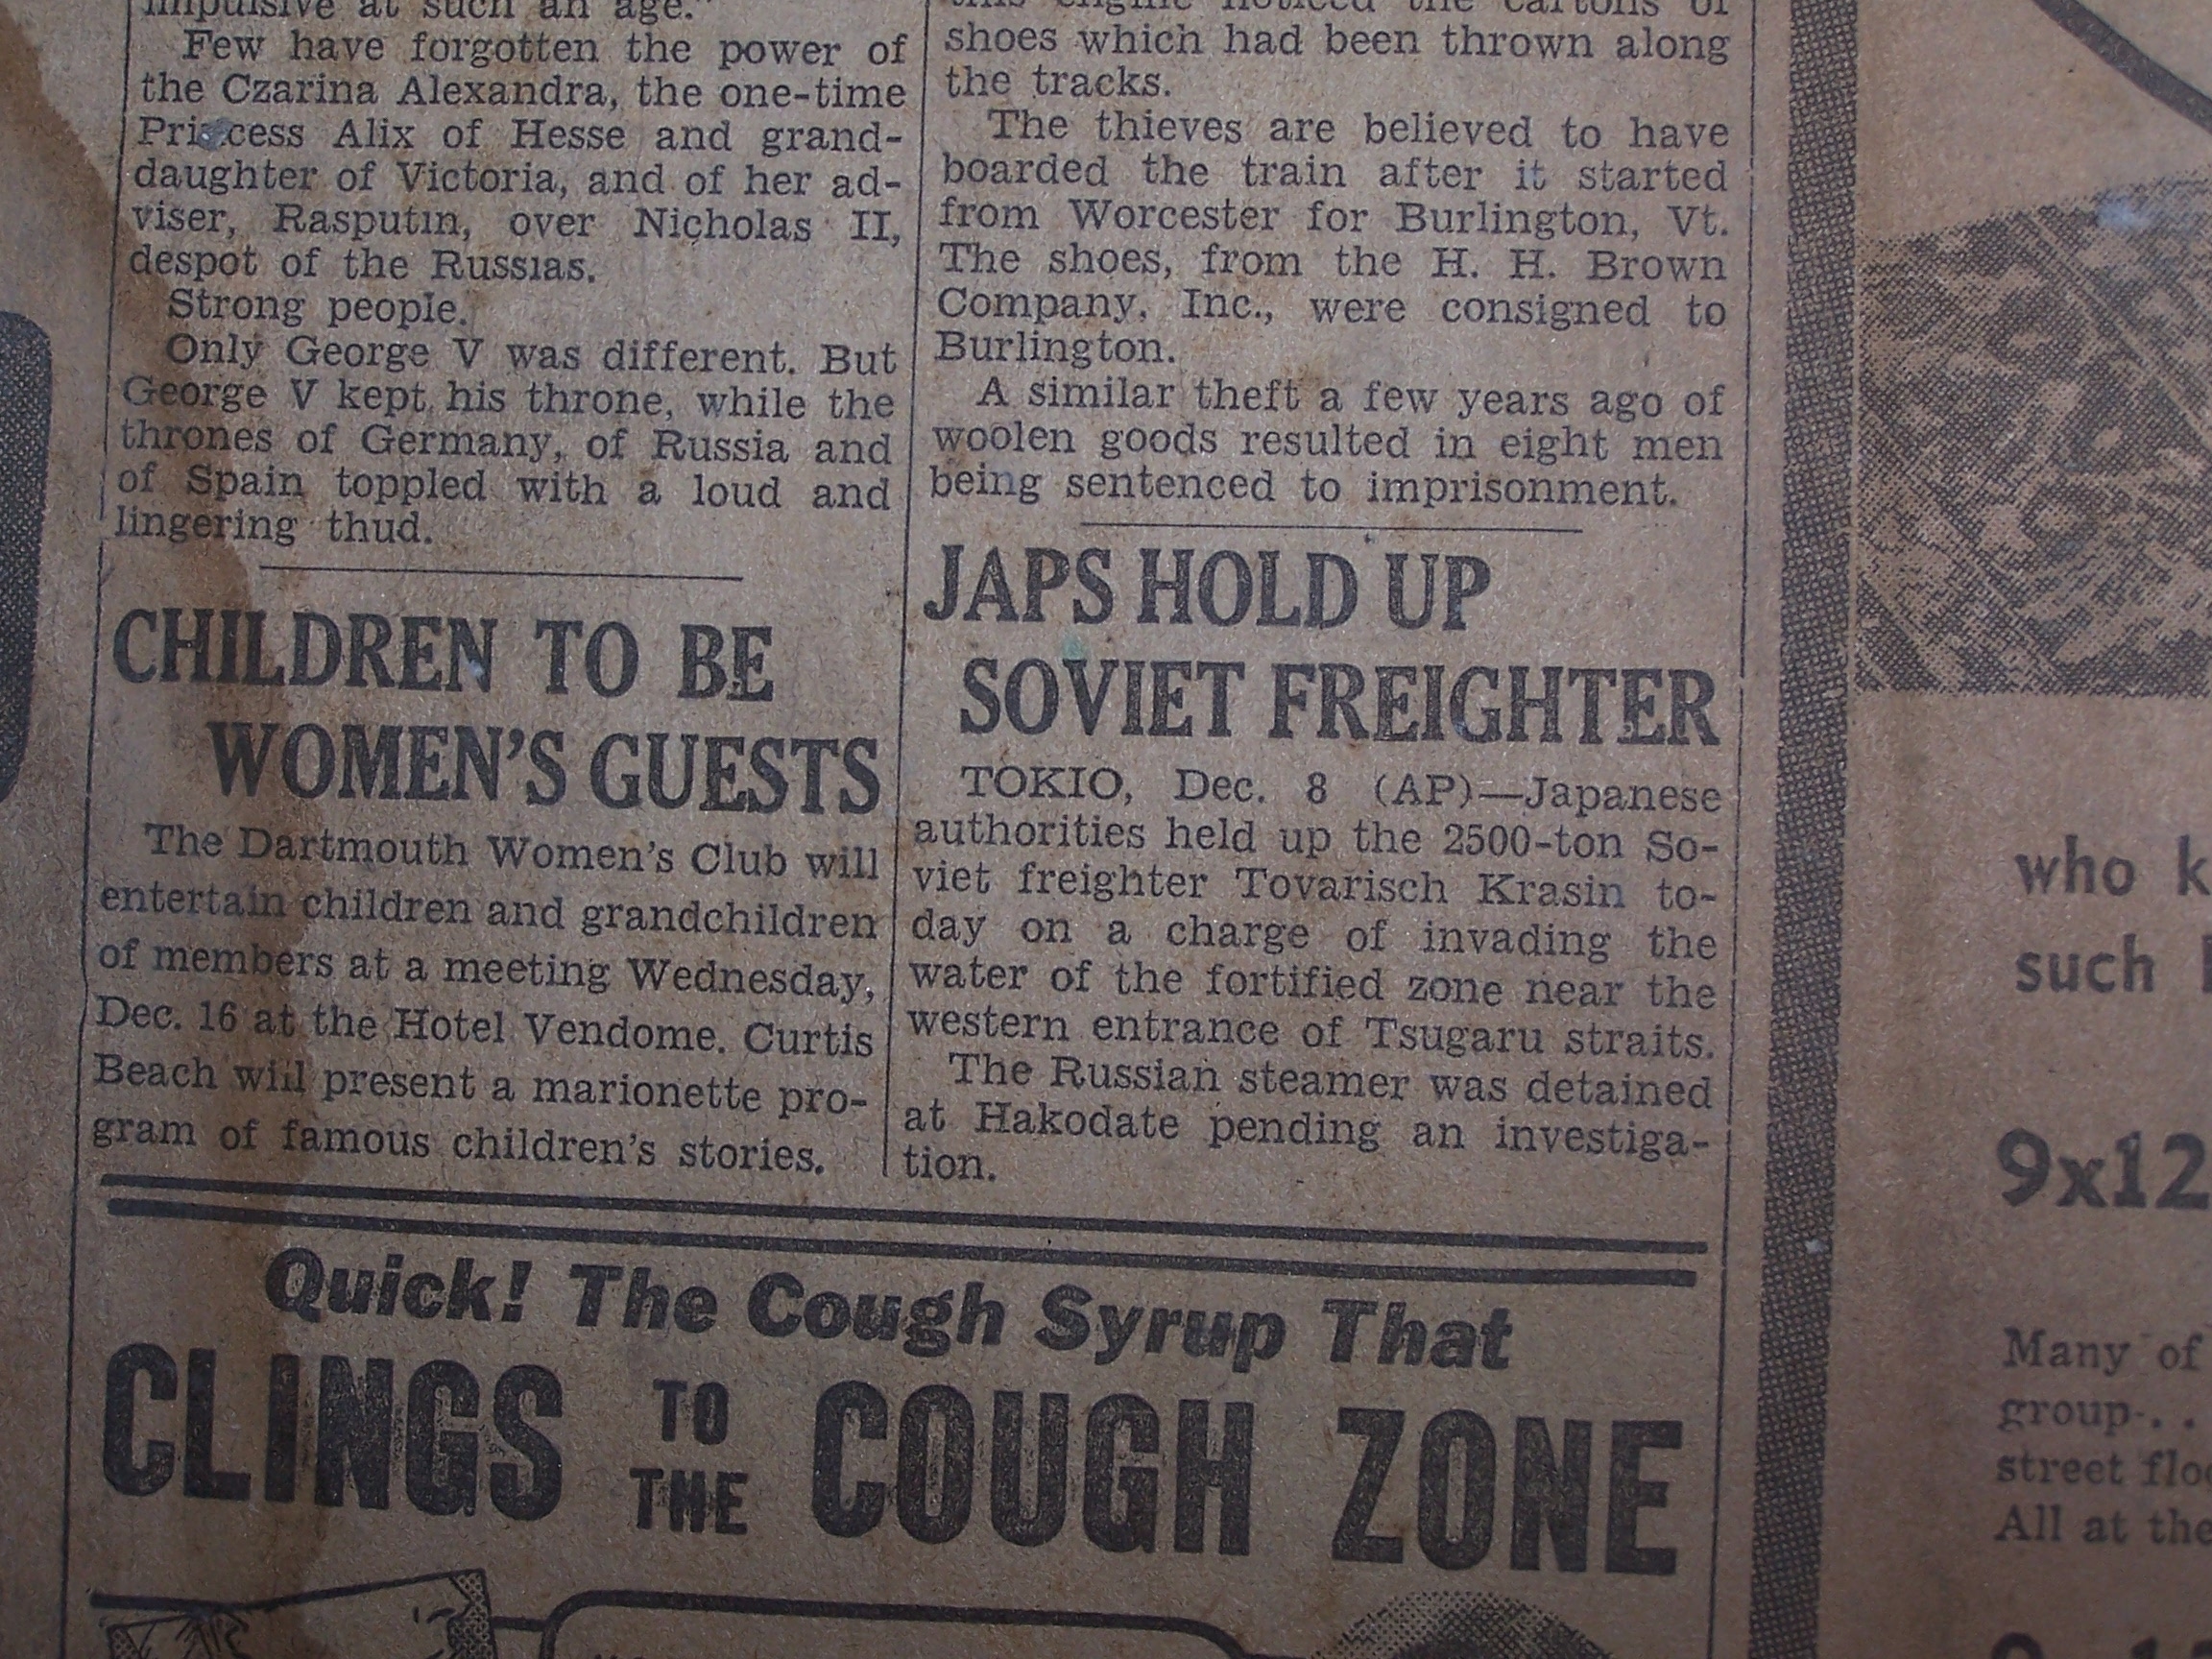 impulsive at such an age."
Few have forgotten the power of
the Czarina Alexandra, the one-time
Princess Alix of Hesse and grand-
daughter of Victoria, and of her ad-
viser, Rasputin, over Nicholas II,
despot of the Russias.
Strong people.
Only George V was different. But
George V kept his throne, while the
thrones of Germany, of Russia and
of Spain toppled with a loud and
lingering thud.
CHILDREN TO BE
WOMEN'S GUESTS
The Dartmouth Women's Club will
entertain children and grandchildren
of members at a meeting Wednesday,
Dec. 16 at the Hotel Vendome. Curtis
Beach will present a marionette pro-
gram of famous children's stories.
this engine noticed the cartons of
shoes which had been thrown along
the tracks.
The thieves are believed to have
boarded the train after it started
from Worcester for Burlington, Vt.
The shoes, from the H. H. Brown
Company, Inc., were consigned to
Burlington.
A similar theft a few years ago of
woolen goods resulted in eight men
being sentenced to imprisonment.
JAPS HOLD UP
SOVIET FREIGHTER
TOKIO, Dec. 8 (AP)—Japanese
authorities held up the 2500-ton So-
viet freighter Tovarisch Krasin to-
day on a charge of invading the
water of the fortified zone near the
western entrance of Tsugaru straits.
The Russian steamer was detained
at Hakodate pending an investiga-
tion.
Quick! The Cough Syrup That
CLINGS TO THE COUGH ZONE
who
such
9x12
Many of
group..
street
All at the